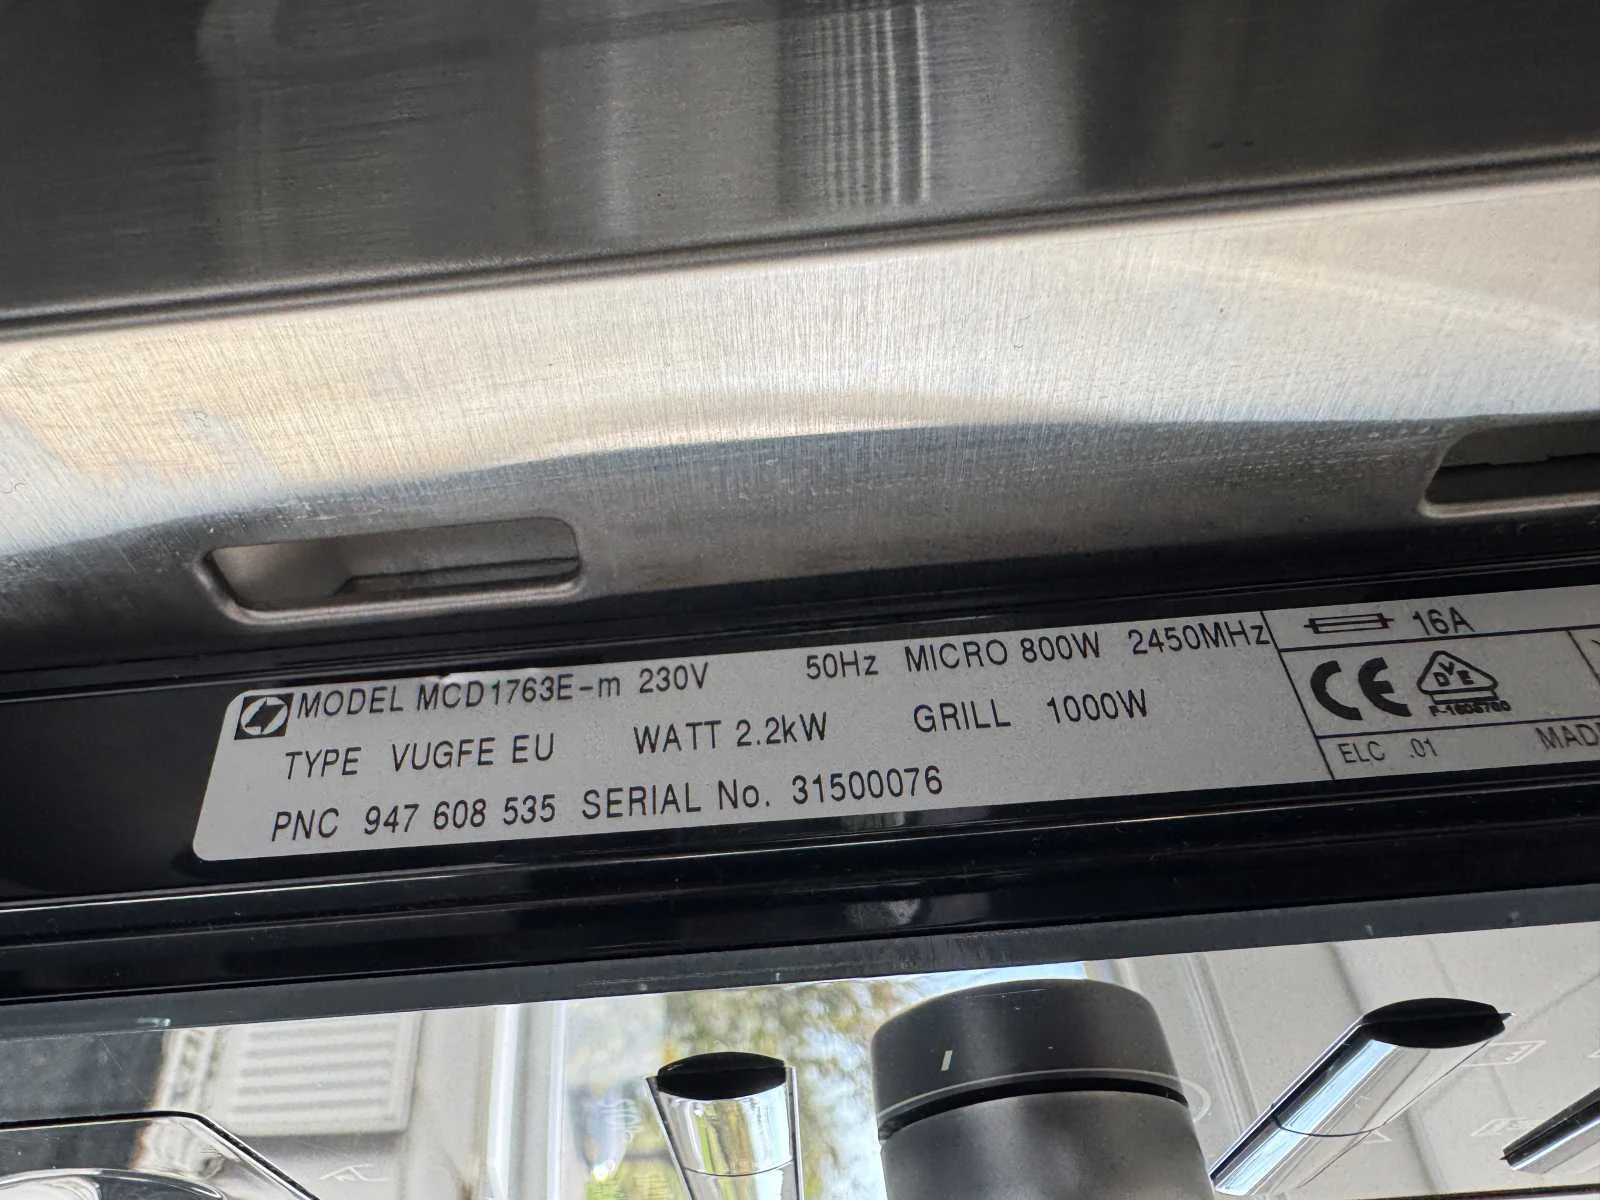 MODEL MCD1763E-m 230V 50Hz MICRO 800W 2450MHz
TYPE VUGFE EU WATT 2.2kW GRILL 1000W
PNC 947 608 535 SERIAL No. 31500076
16A
CE DVE
ELC .01